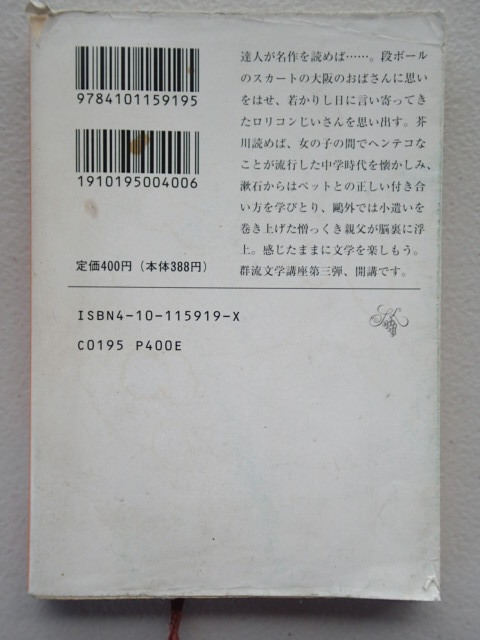 9784101159195
1910195004006
定価400円（本体388円）
達人が名作を読めば……。段ボール
のスカートの大阪のおばさんに思い
をはせ、若かりし日に言い寄ってき
たロリコンじいさんを思い出す。芥
川読めば、女の子の間でヘンテコな
ことが流行した中学時代を懐かしみ、
漱石からはペットとの正しい付き合
い方を学びとり、鷗外では小遣いを
巻き上げた憎っくき親父が脳裏に浮
上。感じたままに文学を楽しもう。
群流文学講座第三弾、開講です。
ISBN4-10-115919-X
C0195 P400E